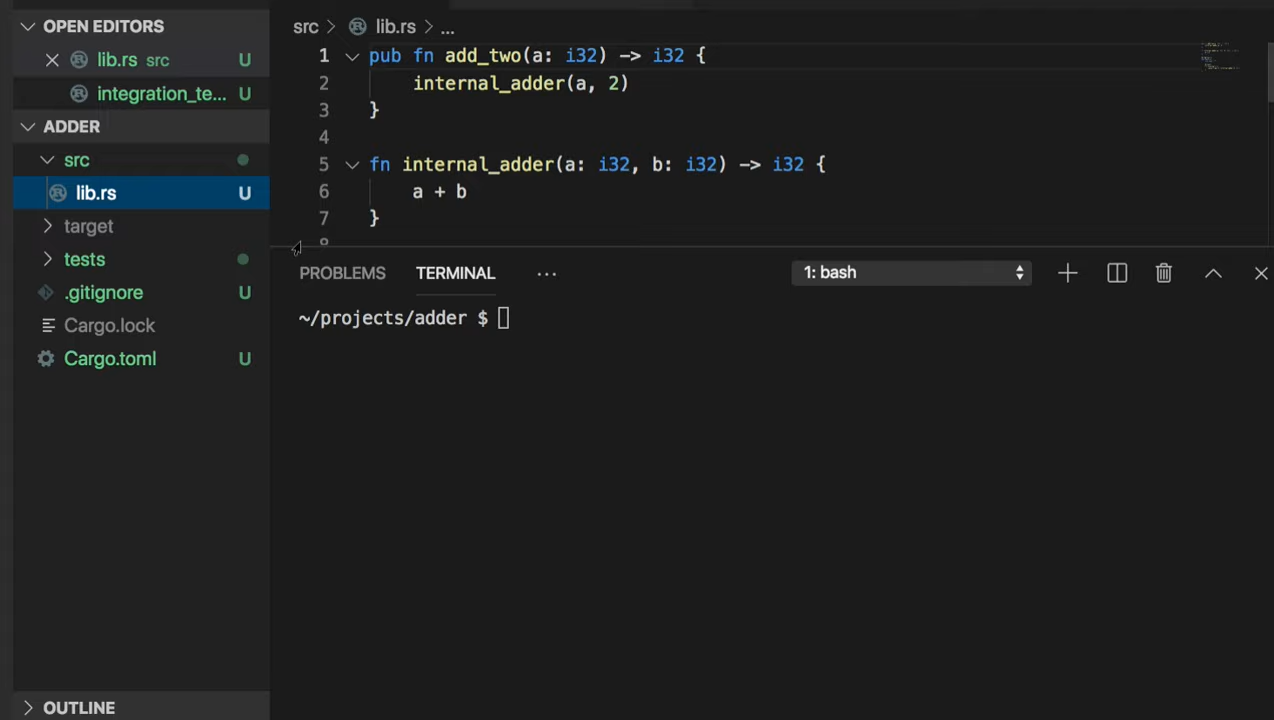 OPEN EDITORS
lib.rs src U
integration_te... U
ADDER
src
lib.rs U
target
tests
.gitignore U
Cargo.lock
Cargo.toml U
OUTLINE
src > lib.rs > ...
1 pub fn add_two(a: i32) -> i32 {
2 internal_adder(a, 2)
3 }
4
5 fn internal_adder(a: i32, b: i32) -> i32 {
6 a + b
7 }
8
PROBLEMS TERMINAL ... 1: bash
~/projects/adder $